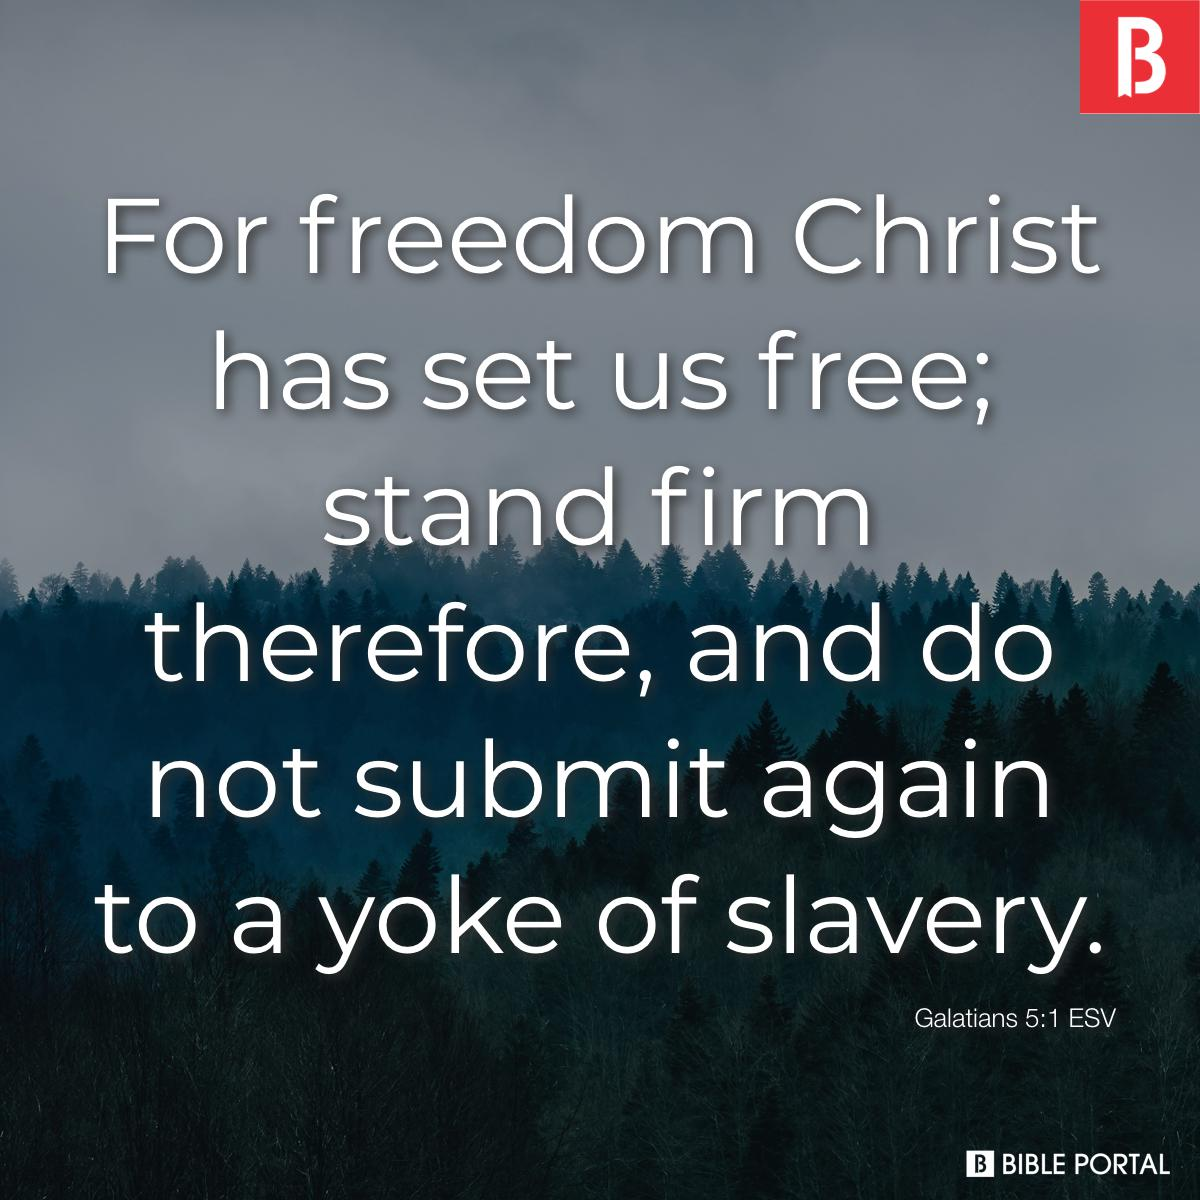 B
For freedom Christ
has set us free;
stand firm
therefore, and do
not submit again
to a yoke of slavery.
Galatians 5:1 ESV
B BIBLE PORTAL